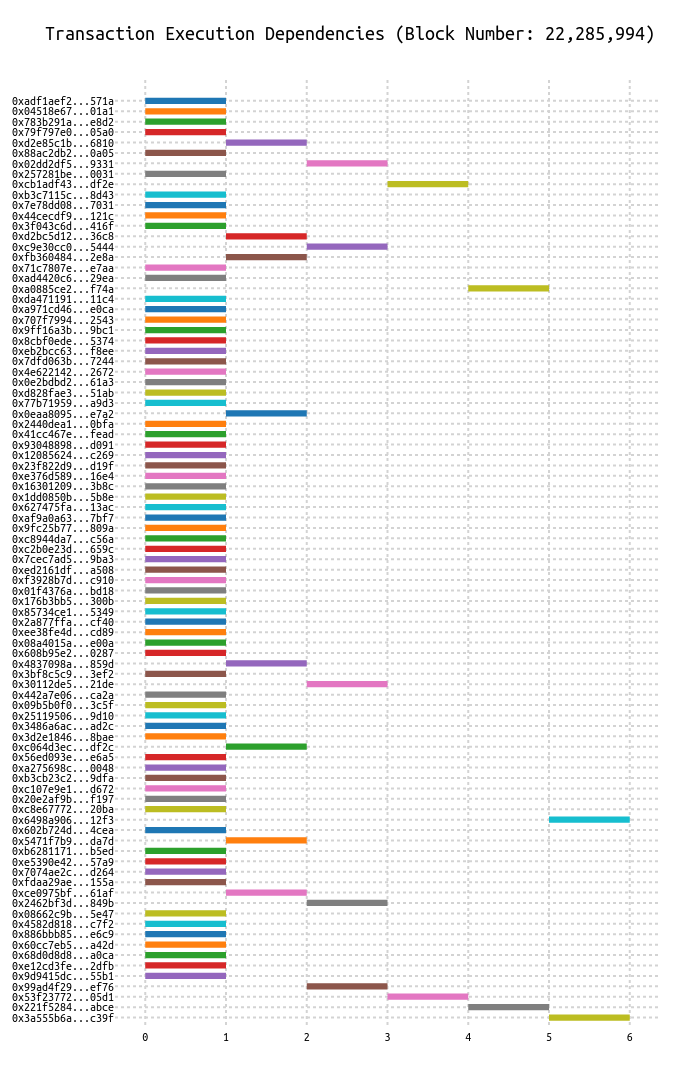 Transaction Execution Dependencies (Block Number: 22,285,994)
0xadf1aef2...571a
0x04518e67...01a1
0x783b291a...e8d2
0x79f797e0...05a0
0xd2e85c1b...6810
0x88ac2db2...0a05
0x02dd2df5...9331
0x257281be...0031
0xcb1adf43...df2e
0xb3c7115c...8d43
0x7e78dd08...7031
0x44cecdf9...121c
0x3f043c6d...416f
0xd2bc5d12...36c8
0xc9e30cc0...5444
0xfb360484...2e8a
0x71c7807e...e7aa
0xad4420c6...29ea
0xa0885ce2...f74a
0xda471191...11c4
0xa971cd46...e0ca
0x707f7994...2543
0x9ff16a3b...9bc1
0x8cbf0ede...5374
0xeb2bcc63...f8ee
0x7dfd063b...7244
0x4e622142...2672
0x0e2bdbd2...61a3
0xd828fae3...51ab
0x77b71959...a9d3
0x0eaa8095...e7a2
0x2440dea1...0bfa
0x41cc467e...fead
0x93048898...d091
0x12085624...c269
0x23f822d9...d19f
0xe376d589...16e4
0x16301209...3b8c
0x1dd0850b...5b8e
0x627475fa...13ac
0xaf9a0a63...7bf7
0x9fc25b77...809a
0xc8944da7...c56a
0xc2b0e23d...659c
0x7cec7ad5...9ba3
0xed2161df...a508
0xf3928b7d...c910
0x01f4376a...bd18
0x176b3bb5...300b
0x85734ce1...5349
0x2a877ffa...cf40
0xee38fe4d...cd89
0x08a4015a...e00a
0x608b95e2...0287
0x4837098a...859d
0x3bf8c5c9...3ef2
0x30112de5...21de
0x442a7e06...ca2a
0x09b5b0f0...3c5f
0x25119506...9d10
0x3486a6ac...ad2c
0x3d2e1846...8bae
0xc064d3ec...df2c
0x56ed093e...e6a5
0xa275698c...0048
0xb3cb23c2...9dfa
0xc107e9e1...d672
0x20e2af9b...f197
0xc8e67772...20ba
0x6498a906...12f3
0x602b724d...4cea
0x5471f7b9...da7d
0xb6281171...b5ed
0xe5390e42...57a9
0x7074ae2c...d264
0xfdaa29ae...155a
0xce0975bf...61af
0x2462bf3d...849b
0x08662c9b...5e47
0x4582d818...c7f2
0x886bbb85...e6c9
0x60cc7eb5...a42d
0x68d0d8d8...a0ca
0xe12cd3fe...2dfb
0x9d9415dc...55b1
0x99ad4f29...ef76
0x53f23772...05d1
0x221f5284...abce
0x3a555b6a...c39f
0 1 2 3 4 5 6